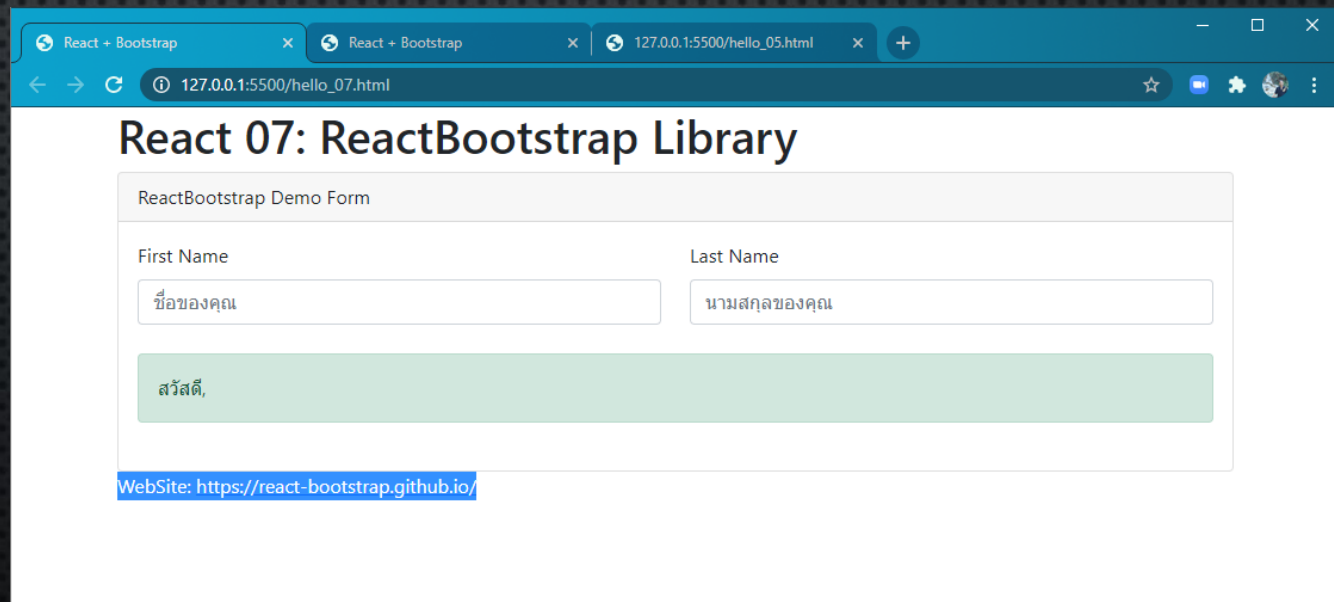 React + Bootstrap
React + Bootstrap
127.0.0.1:5500/hello_05.html
127.0.0.1:5500/hello_07.html
React 07: ReactBootstrap Library
ReactBootstrap Demo Form
First Name
Last Name
ชื่อของคุณ
นามสกุลของคุณ
สวัสดี,
WebSite: https://react-bootstrap.github.io/